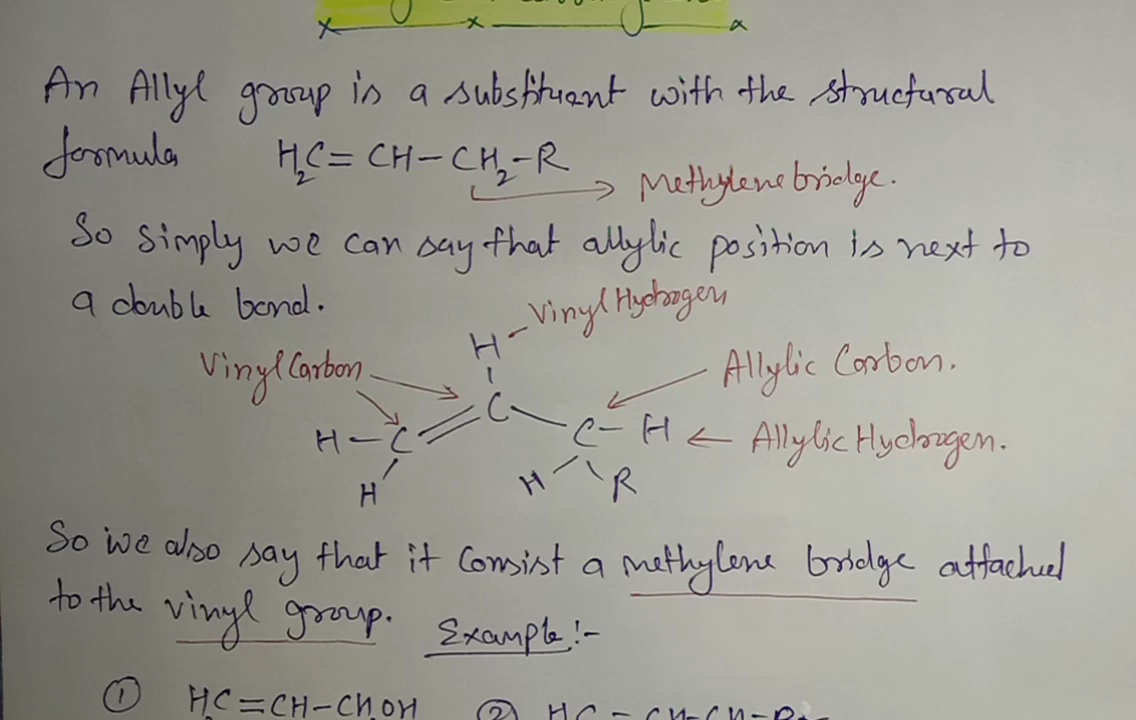 An Allyl group is a substituent with the structural
formula H₂C = CH - CH₂ - R
Methylene bridge.
So simply we can say that allylic position is next to
a double bond.
Vinyl Hydrogen
H
Vinyl Carbon
Allylic Carbon.
C
H - C
C - H ← Allylic Hydrogen.
H
H
R
So we also say that it Consist a methylene bridge attached
to the vinyl group. Example :-
① H₂C = CH - CH₂OH ②